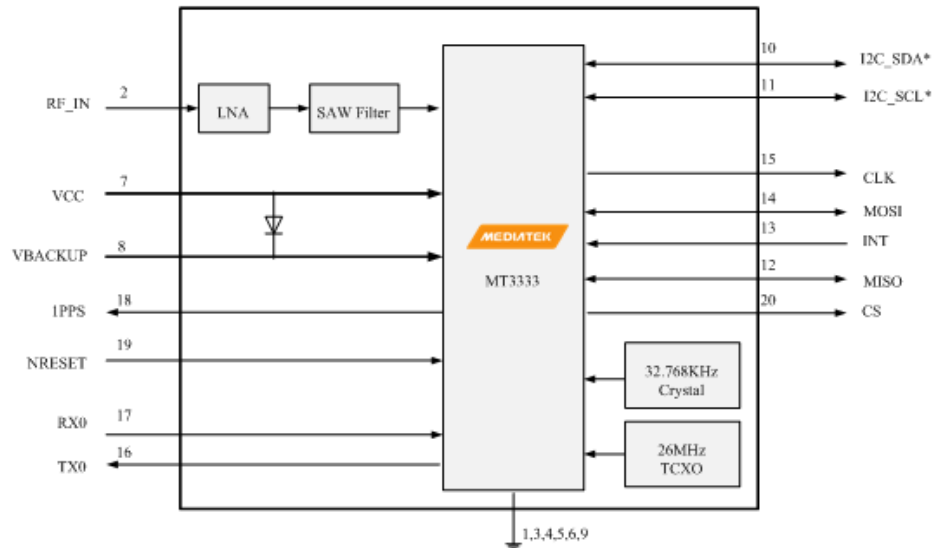 10
I2C_SDA*
11
I2C_SCL*
2
RF_IN
LNA
SAW Filter
15
CLK
7
VCC
14
MOSI
13
INT
MEDIATEK
8
VBACKUP
12
MISO
MT3333
18
1PPS
20
CS
19
NRESET
32.768KHz
Crystal
17
RX0
16
TX0
26MHz
TCXO
1,3,4,5,6,9